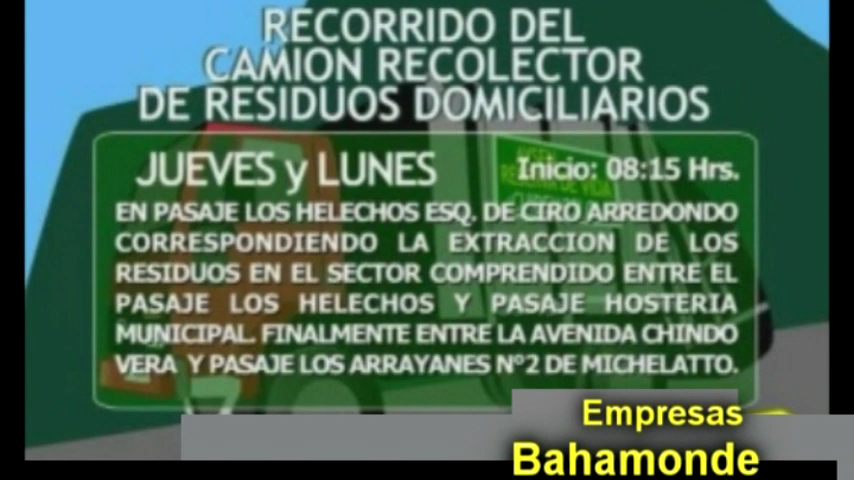 RECORRIDO DEL
CAMION RECOLECTOR
DE RESIDUOS DOMICILIARIOS
JUEVES y LUNES
Inicio: 08:15 Hrs.
EN PASAJE LOS HELECHOS ESQ. DE CIRO ARREDONDO
CORRESPONDIENDO LA EXTRACCION DE LOS
RESIDUOS EN EL SECTOR COMPRENDIDO ENTRE EL
PASAJE LOS HELECHOS Y PASAJE HOSTERIA
MUNICIPAL. FINALMENTE ENTRE LA AVENIDA CHINDO
VERA Y PASAJE LOS ARRAYANES N°2 DE MICHELATTO.
DE VIDA
Empresas
Bahamonde